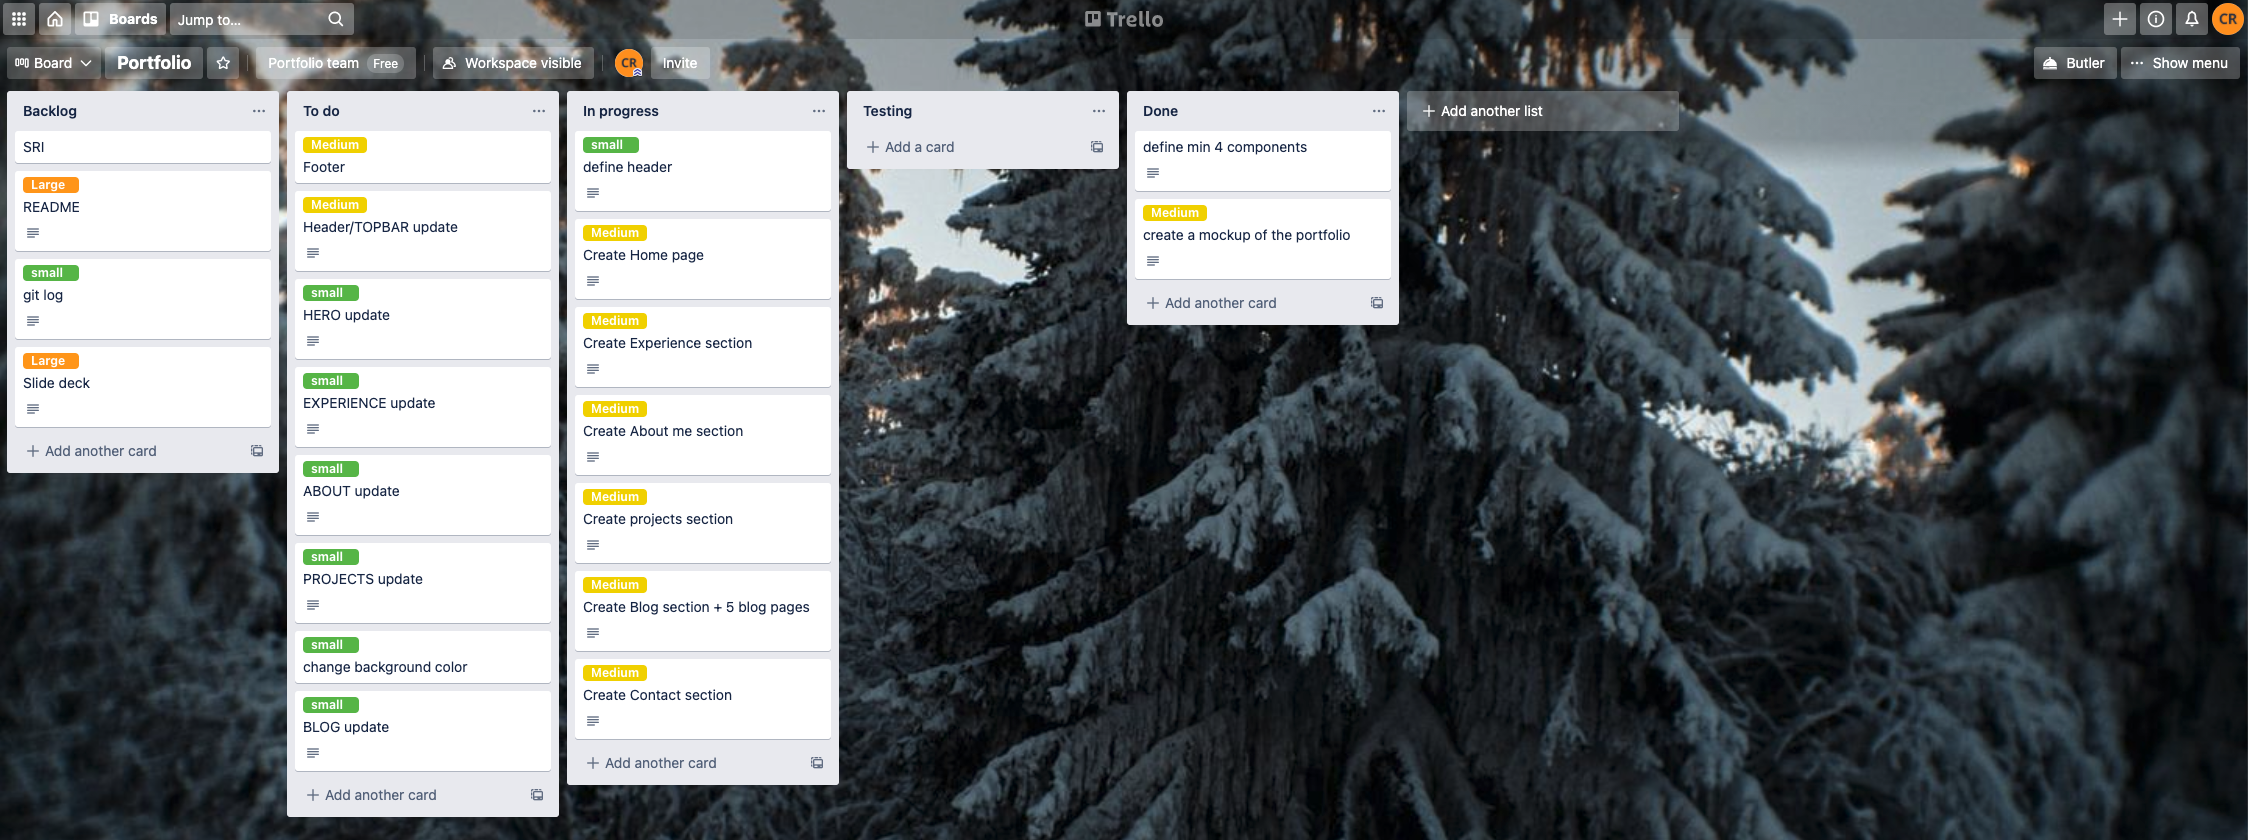 Boards
Jump to...
Trello
CR
Board
Portfolio
Portfolio team Free
Workspace visible
CR
Invite
Butler
Show menu
Backlog
SRI
Large
README
small
git log
Large
Slide deck
Add another card
To do
Medium
Footer
Medium
Header/TOPBAR update
small
HERO update
small
EXPERIENCE update
small
ABOUT update
small
PROJECTS update
small
change background color
small
BLOG update
Add another card
In progress
small
define header
Medium
Create Home page
Medium
Create Experience section
Medium
Create About me section
Medium
Create projects section
Medium
Create Blog section + 5 blog pages
Medium
Create Contact section
Add another card
Testing
Add a card
Done
define min 4 components
Medium
create a mockup of the portfolio
Add another card
Add another list